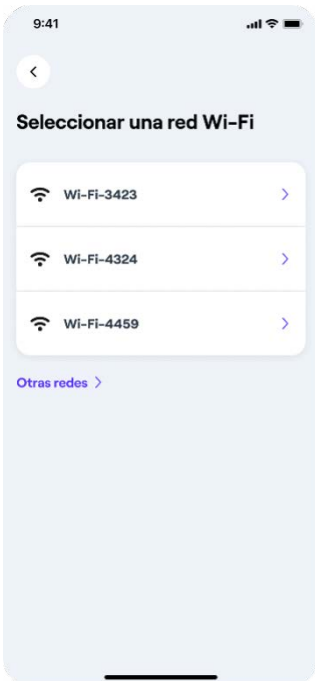 9:41
Seleccionar una red Wi-Fi
Wi-Fi-3423
Wi-Fi-4324
Wi-Fi-4459
Otras redes